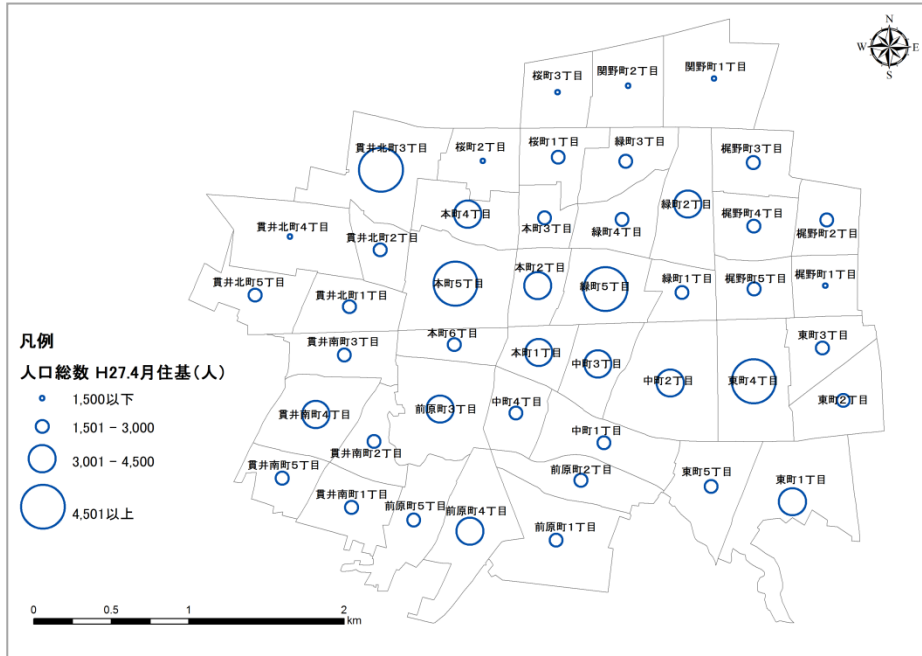 N
W E
S
桜町3丁目
関野町2丁目
関野町1丁目
貫井北町3丁目
桜町2丁目
桜町1丁目
緑町3丁目
梶野町3丁目
貫井北町4丁目
貫井北町2丁目
本町4丁目
本町3丁目
緑町4丁目
緑町2丁目
梶野町4丁目
梶野町2丁目
貫井北町5丁目
貫井北町1丁目
本町5丁目
本町2丁目
緑町5丁目
緑町1丁目
梶野町5丁目
梶野町1丁目
貫井南町3丁目
本町6丁目
本町1丁目
中町3丁目
中町2丁目
東町4丁目
東町3丁目
東町2丁目
貫井南町4丁目
貫井南町2丁目
前原町3丁目
中町4丁目
中町1丁目
貫井南町5丁目
貫井南町1丁目
前原町5丁目
前原町4丁目
前原町2丁目
前原町1丁目
東町5丁目
東町1丁目
凡例
人口総数 H27.4月住基(人)
1,500以下
1,501 - 3,000
3,001 - 4,500
4,501以上
0 0.5 1 2
km